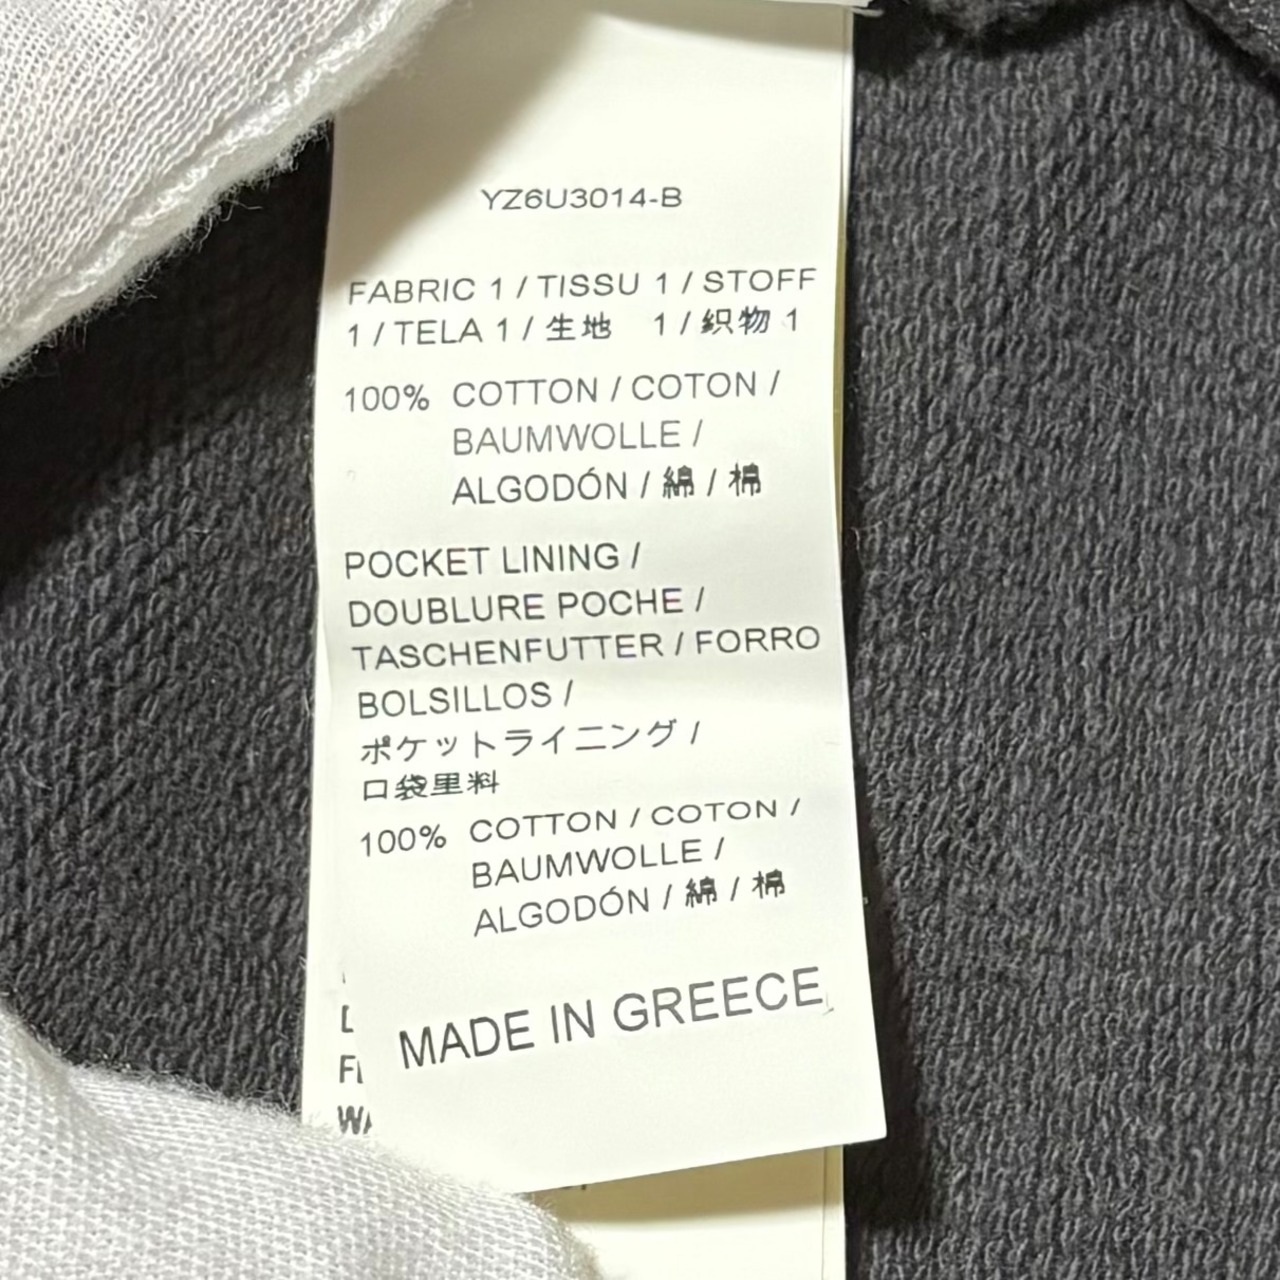 YZ6U3014-B
FABRIC 1 / TISSU 1 / STOFF
1 / TELA 1 / 生地　1 / 织物 1
100% COTTON / COTON /
BAUMWOLLE /
ALGODÓN / 綿 / 棉
POCKET LINING /
DOUBLURE POCHE /
TASCHENFUTTER / FORRO
BOLSILLOS /
ポケットライニング /
口袋里料
100% COTTON / COTON /
BAUMWOLLE /
ALGODÓN / 綿 / 棉
MADE IN GREECE